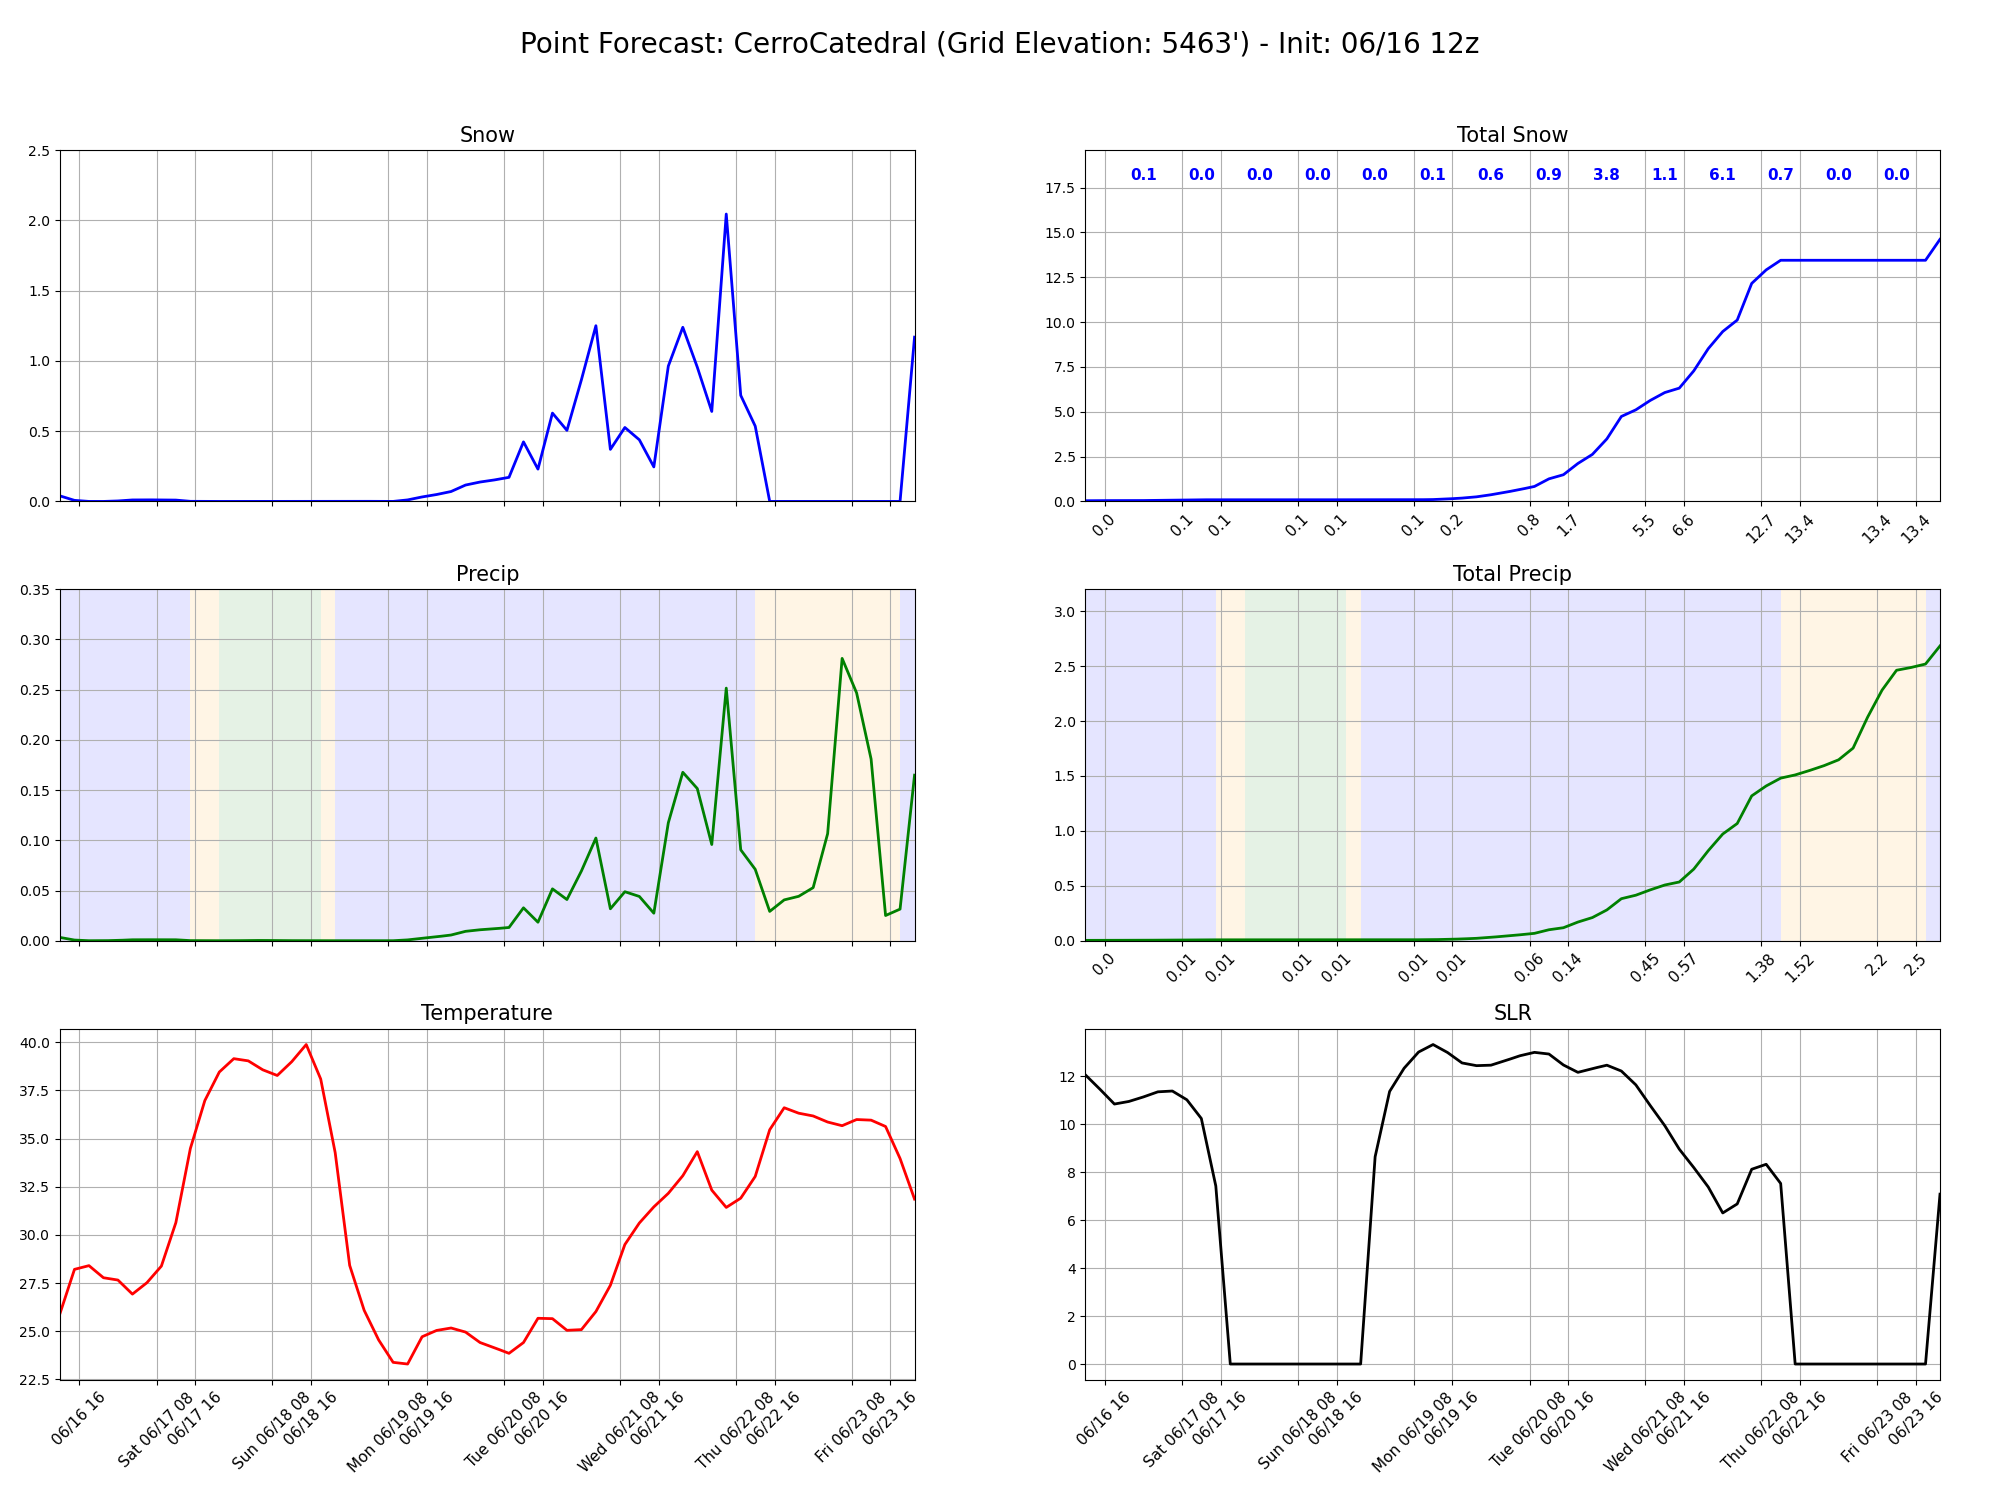 Point Forecast: CerroCatedral (Grid Elevation: 5463') - Init: 06/16 12z
Snow
2.5
2.0
1.5
1.0
0.5
0.0
Total Snow
0.1 0.0 0.0 0.0 0.0 0.1 0.6 0.9 3.8 1.1 6.1 0.7 0.0 0.0
17.5
15.0
12.5
10.0
7.5
5.0
2.5
0.0
0.0 0.1 0.1 0.1 0.1 0.1 0.2 0.8 1.7 5.5 6.6 12.7 13.4 13.4 13.4
Precip
0.35
0.30
0.25
0.20
0.15
0.10
0.05
0.00
Total Precip
3.0
2.5
2.0
1.5
1.0
0.5
0.0
0.0 0.01 0.01 0.01 0.01 0.01 0.01 0.06 0.14 0.45 0.57 1.38 1.52 2.2 2.5
Temperature
40.0
37.5
35.0
32.5
30.0
27.5
25.0
22.5
06/16 16
Sat 06/17 08
06/17 16
Sun 06/18 08
06/18 16
Mon 06/19 08
06/19 16
Tue 06/20 08
06/20 16
Wed 06/21 08
06/21 16
Thu 06/22 08
06/22 16
Fri 06/23 08
06/23 16
SLR
12
10
8
6
4
2
0
06/16 16
Sat 06/17 08
06/17 16
Sun 06/18 08
06/18 16
Mon 06/19 08
06/19 16
Tue 06/20 08
06/20 16
Wed 06/21 08
06/21 16
Thu 06/22 08
06/22 16
Fri 06/23 08
06/23 16